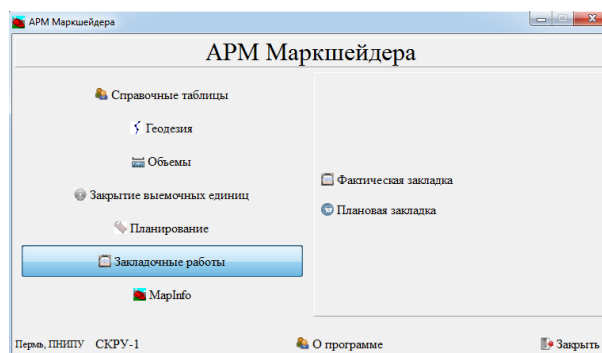 АРМ Маркшейдера
АРМ Маркшейдера
Справочные таблицы
Геодезия
Объемы
Закрытие выемочных единиц
Планирование
Закладочные работы
MapInfo
Фактическая закладка
Плановая закладка
Пермь, ПНИПУ СКРУ-1 О программе Закрыть